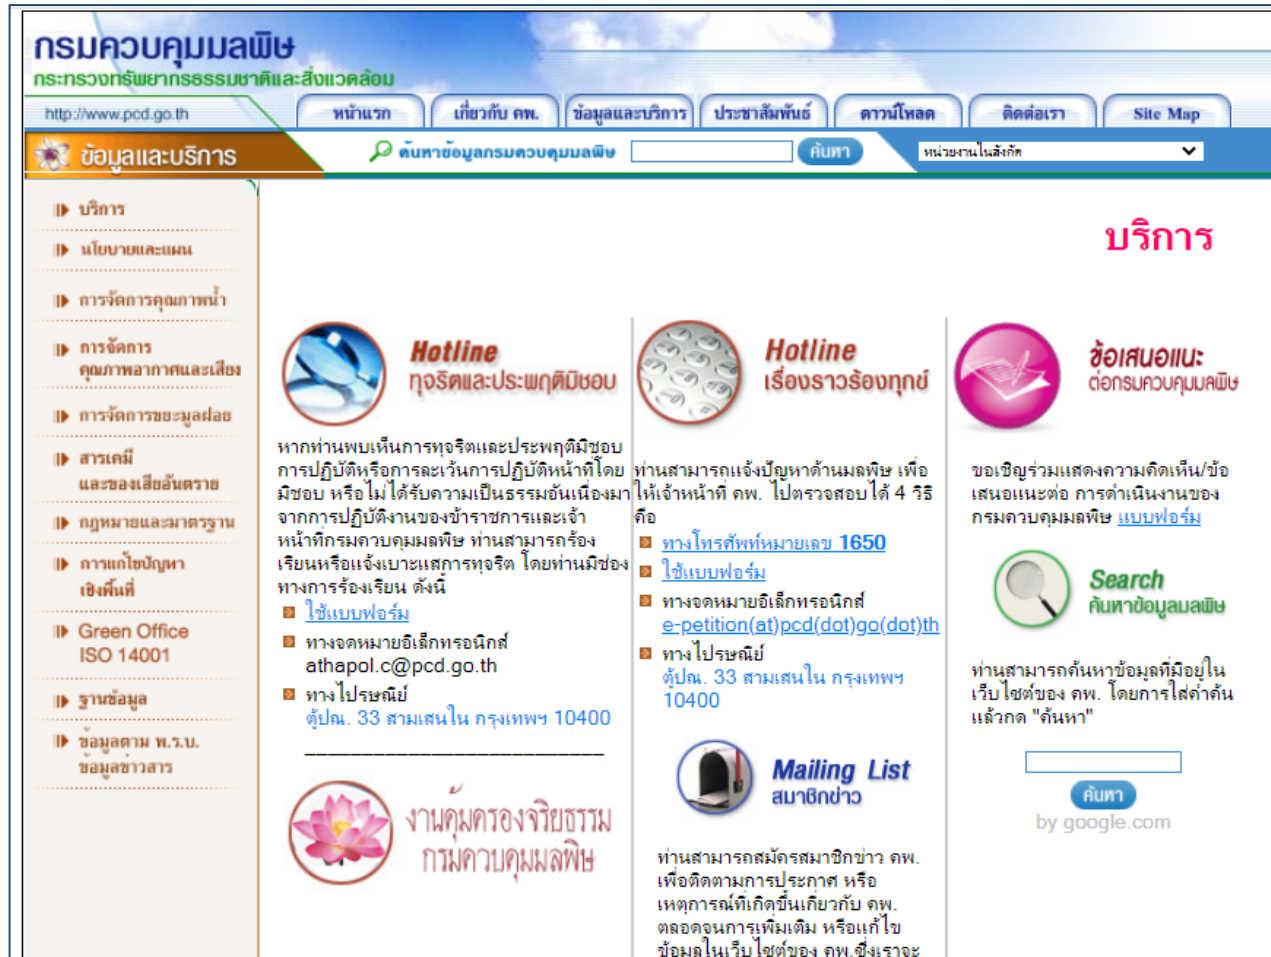 กรมควบคุมมลพิษ
กระทรวงทรัพยากรธรรมชาติและสิ่งแวดล้อม
http://www.pcd.go.th
หน้าแรก
เกี่ยวกับ คพ.
ข้อมูลและบริการ
ประชาสัมพันธ์
ดาวน์โหลด
ติดต่อเรา
Site Map
ข้อมูลและบริการ
ค้นหาข้อมูลกรมควบคุมมลพิษ
ค้นหา
หน่วยงานในสังกัด
บริการ
นโยบายและแผน
การจัดการคุณภาพน้ำ
การจัดการ
คุณภาพอากาศและเสียง
การจัดการขยะมูลฝอย
สารเคมี
และของเสียอันตราย
กฎหมายและมาตรฐาน
การแก้ไขปัญหา
เชิงพื้นที่
Green Office
ISO 14001
ฐานข้อมูล
ข้อมูลตาม พ.ร.บ.
ข้อมูลข่าวสาร
บริการ
Hotline
ทุจริตและประพฤติมิชอบ
หากท่านพบเห็นการทุจริตและประพฤติมิชอบ
การปฏิบัติหรือการละเว้นการปฏิบัติหน้าที่โดย
มิชอบ หรือไม่ได้รับความเป็นธรรมอันเนื่องมา
จากการปฏิบัติงานของข้าราชการและเจ้า
หน้าที่กรมควบคุมมลพิษ ท่านสามารถร้อง
เรียนหรือแจ้งเบาะแสการทุจริต โดยท่านมีช่อง
ทางการร้องเรียน ดังนี้
ใช้แบบฟอร์ม
ทางจดหมายอิเล็กทรอนิกส์
athapol.c@pcd.go.th
ทางไปรษณีย์
ตู้ปณ. 33 สามเสนใน กรุงเทพฯ 10400
งานคุ้มครองจริยธรรม
กรมควบคุมมลพิษ
Hotline
เรื่องราวร้องทุกข์
ท่านสามารถแจ้งปัญหาด้านมลพิษ เพื่อ
ให้เจ้าหน้าที่ คพ. ไปตรวจสอบได้ 4 วิธี
คือ
ทางโทรศัพท์หมายเลข 1650
ใช้แบบฟอร์ม
ทางจดหมายอิเล็กทรอนิกส์
e-petition(at)pcd(dot)go(dot)th
ทางไปรษณีย์
ตู้ปณ. 33 สามเสนใน กรุงเทพฯ
10400
Mailing List
สมาชิกข่าว
ท่านสามารถสมัครสมาชิกข่าว คพ.
เพื่อติดตามการประกาศ หรือ
เหตุการณ์ที่เกิดขึ้นเกี่ยวกับ คพ.
ตลอดจนการเพิ่มเติม หรือแก้ไข
ข้อมูลในเว็บไซต์ของ คพ.ซึ่งเราจะ
ข้อเสนอแนะ
ต่อกรมควบคุมมลพิษ
ขอเชิญร่วมแสดงความคิดเห็น/ข้อ
เสนอแนะต่อ การดำเนินงานของ
กรมควบคุมมลพิษ แบบฟอร์ม
Search
ค้นหาข้อมูลมลพิษ
ท่านสามารถค้นหาข้อมูลที่มีอยู่ใน
เว็บไซต์ของ คพ. โดยการใส่คำค้น
แล้วกด "ค้นหา"
ค้นหา
by google.com